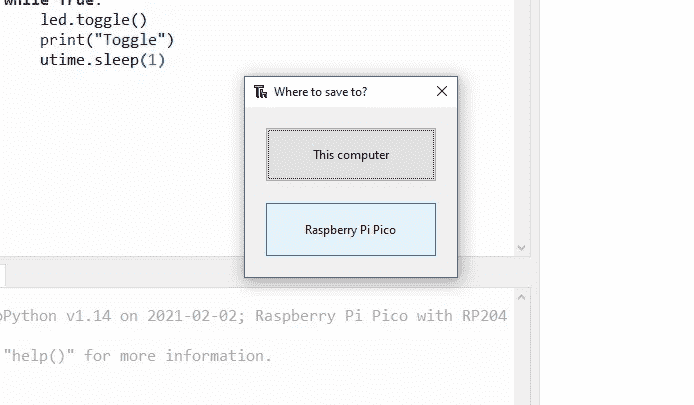 while True:
led.toggle()
print("Toggle")
utime.sleep(1)
Where to save to?
This computer
Raspberry Pi Pico
Python v1.14 on 2021-02-02; Raspberry Pi Pico with RP204
"help()" for more information.